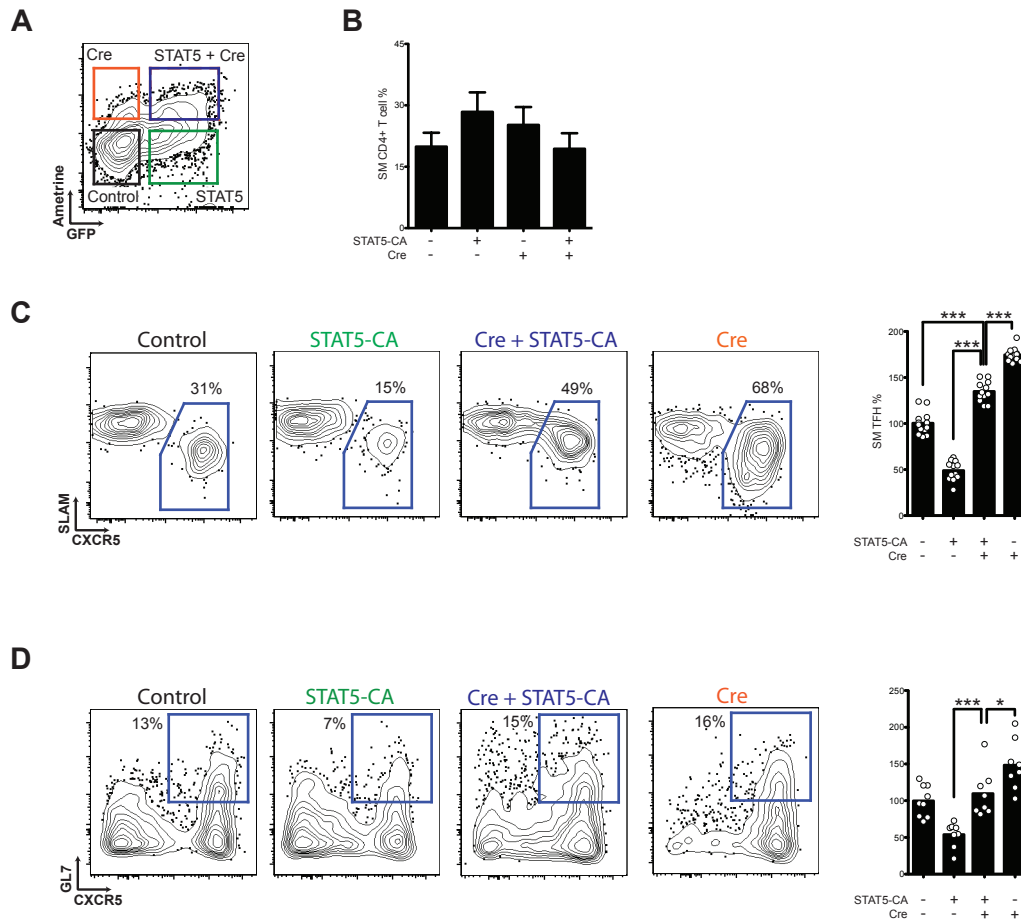 A
Cre
STAT5 + Cre
Control
STAT5
Ametrine
GFP
B
45
30
15
0
SM CD4+ T cell %
STAT5-CA - + - +
Cre - - + +
C
Control
STAT5-CA
Cre + STAT5-CA
Cre
31%
15%
49%
68%
SLAM
CXCR5
*** ***
***
200
150
100
50
0
SM TFH %
STAT5-CA - + + -
Cre - - + +
D
Control
STAT5-CA
Cre + STAT5-CA
Cre
13%
7%
15%
16%
GL7
CXCR5
*** *
250
200
150
100
50
0
STAT5-CA - + + -
Cre - - + +